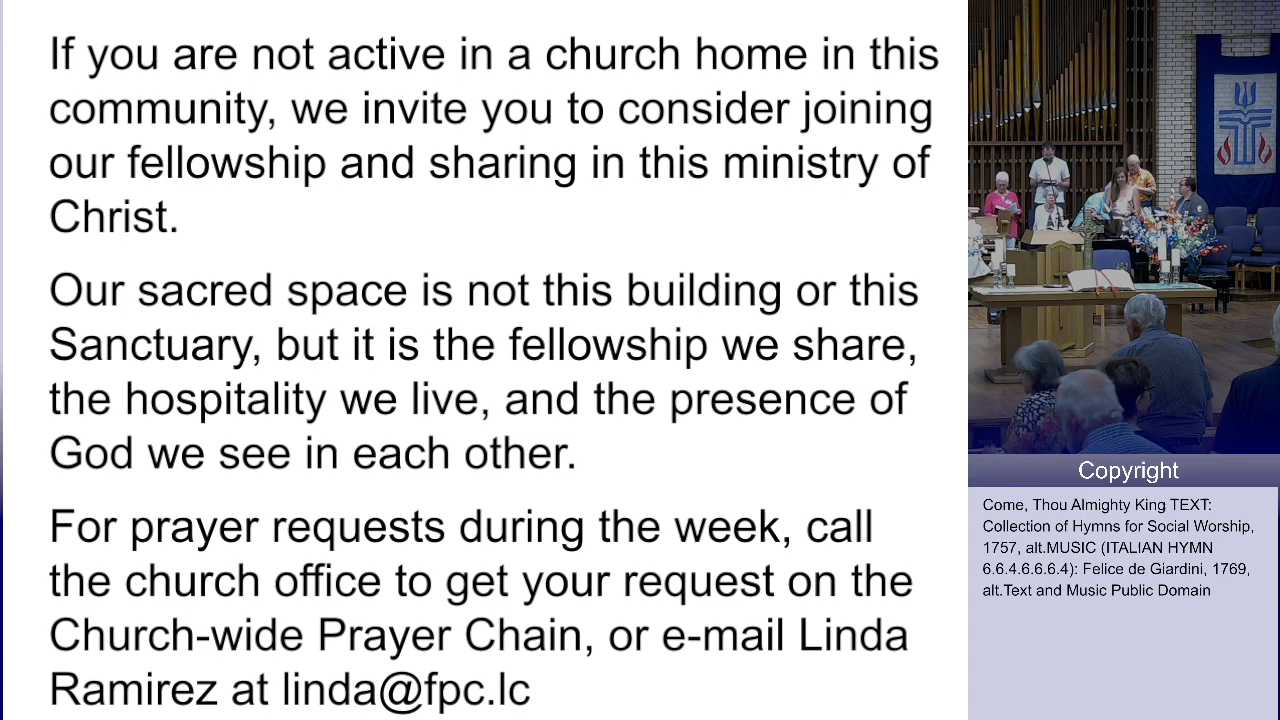 If you are not active in a church home in this
community, we invite you to consider joining
our fellowship and sharing in this ministry of
Christ.
Our sacred space is not this building or this
Sanctuary, but it is the fellowship we share,
the hospitality we live, and the presence of
God we see in each other.
For prayer requests during the week, call
the church office to get your request on the
Church-wide Prayer Chain, or e-mail Linda
Ramirez at linda@fpc.lc
Copyright
Come, Thou Almighty King TEXT:
Collection of Hymns for Social Worship,
1757, alt.MUSIC (ITALIAN HYMN
6.6.4.6.6.6.4): Felice de Giardini, 1769,
alt.Text and Music Public Domain